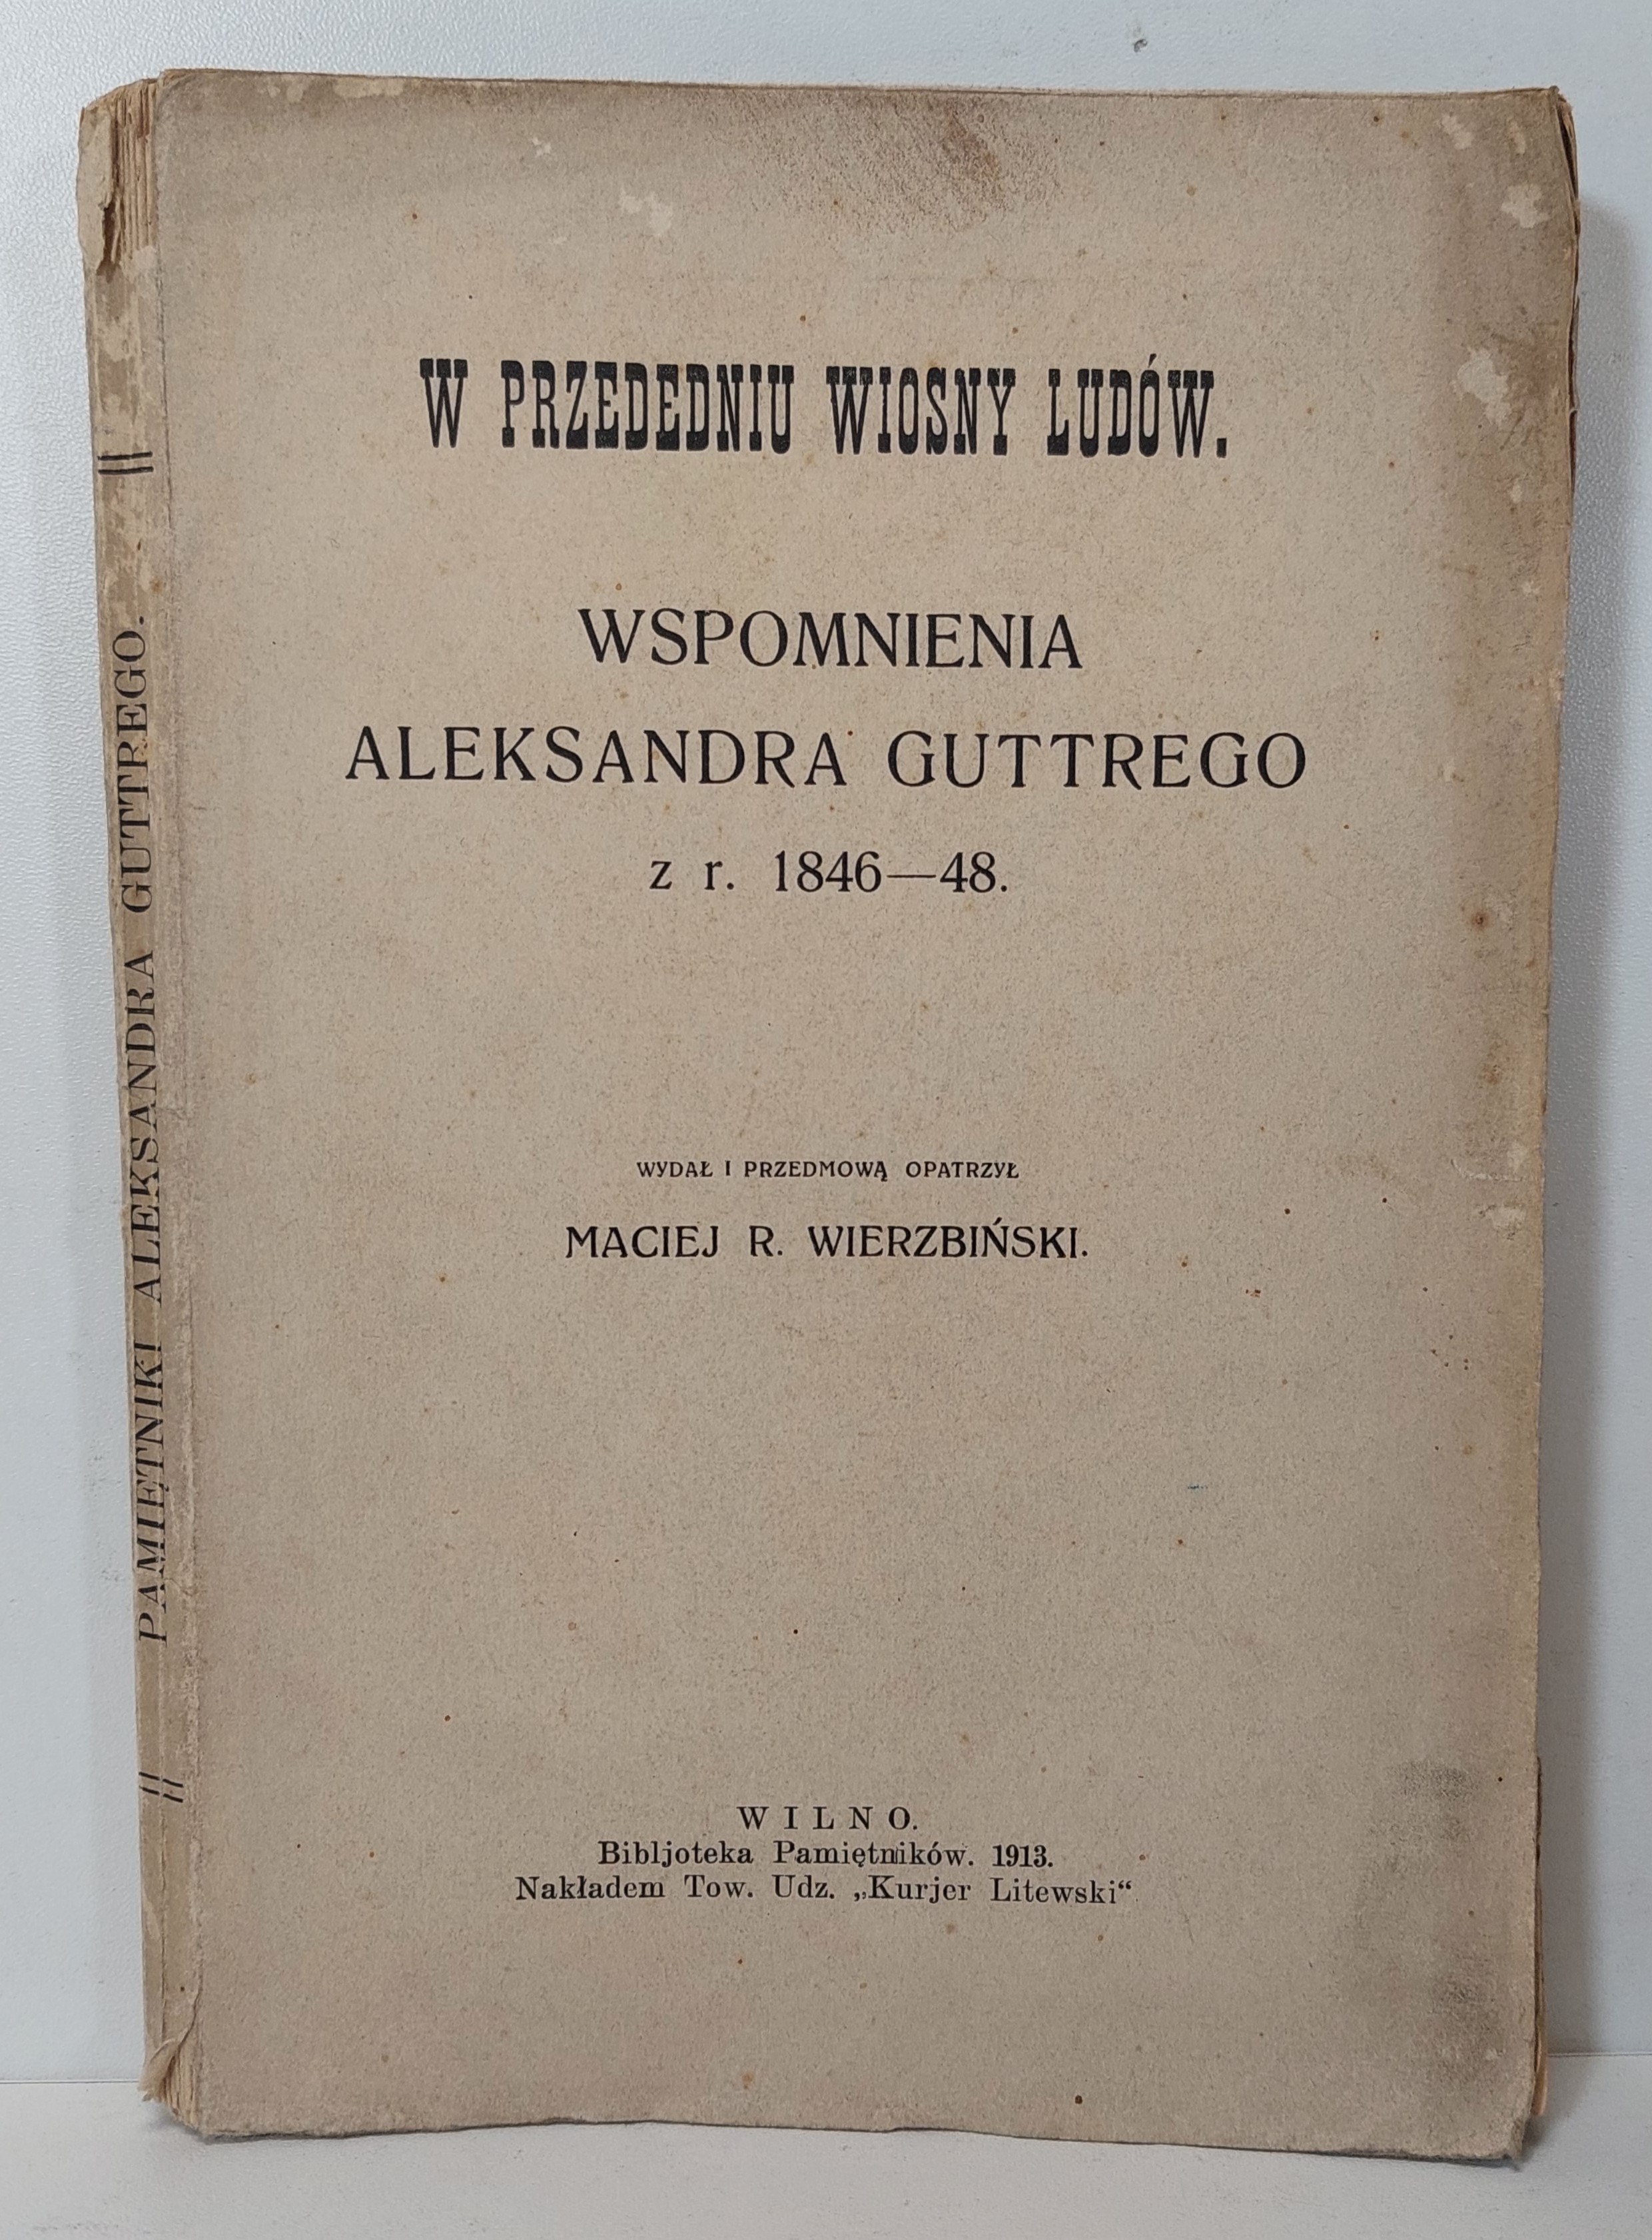 W PRZEDEDNIU WIOSNY LUDÓW.
WSPOMNIENIA
ALEKSANDRA GUTTREGO
z r. 1846—48.
WYDAŁ I PRZEDMOWĄ OPATRZYŁ
MACIEJ R. WIERZBIŃSKI.
WILNO.
Bibljoteka Pamiętników. 1913.
Nakładem Tow. Udz. „Kurjer Litewski“
PAMIĘTNIKI ALEKSANDRA GUTTREGO.